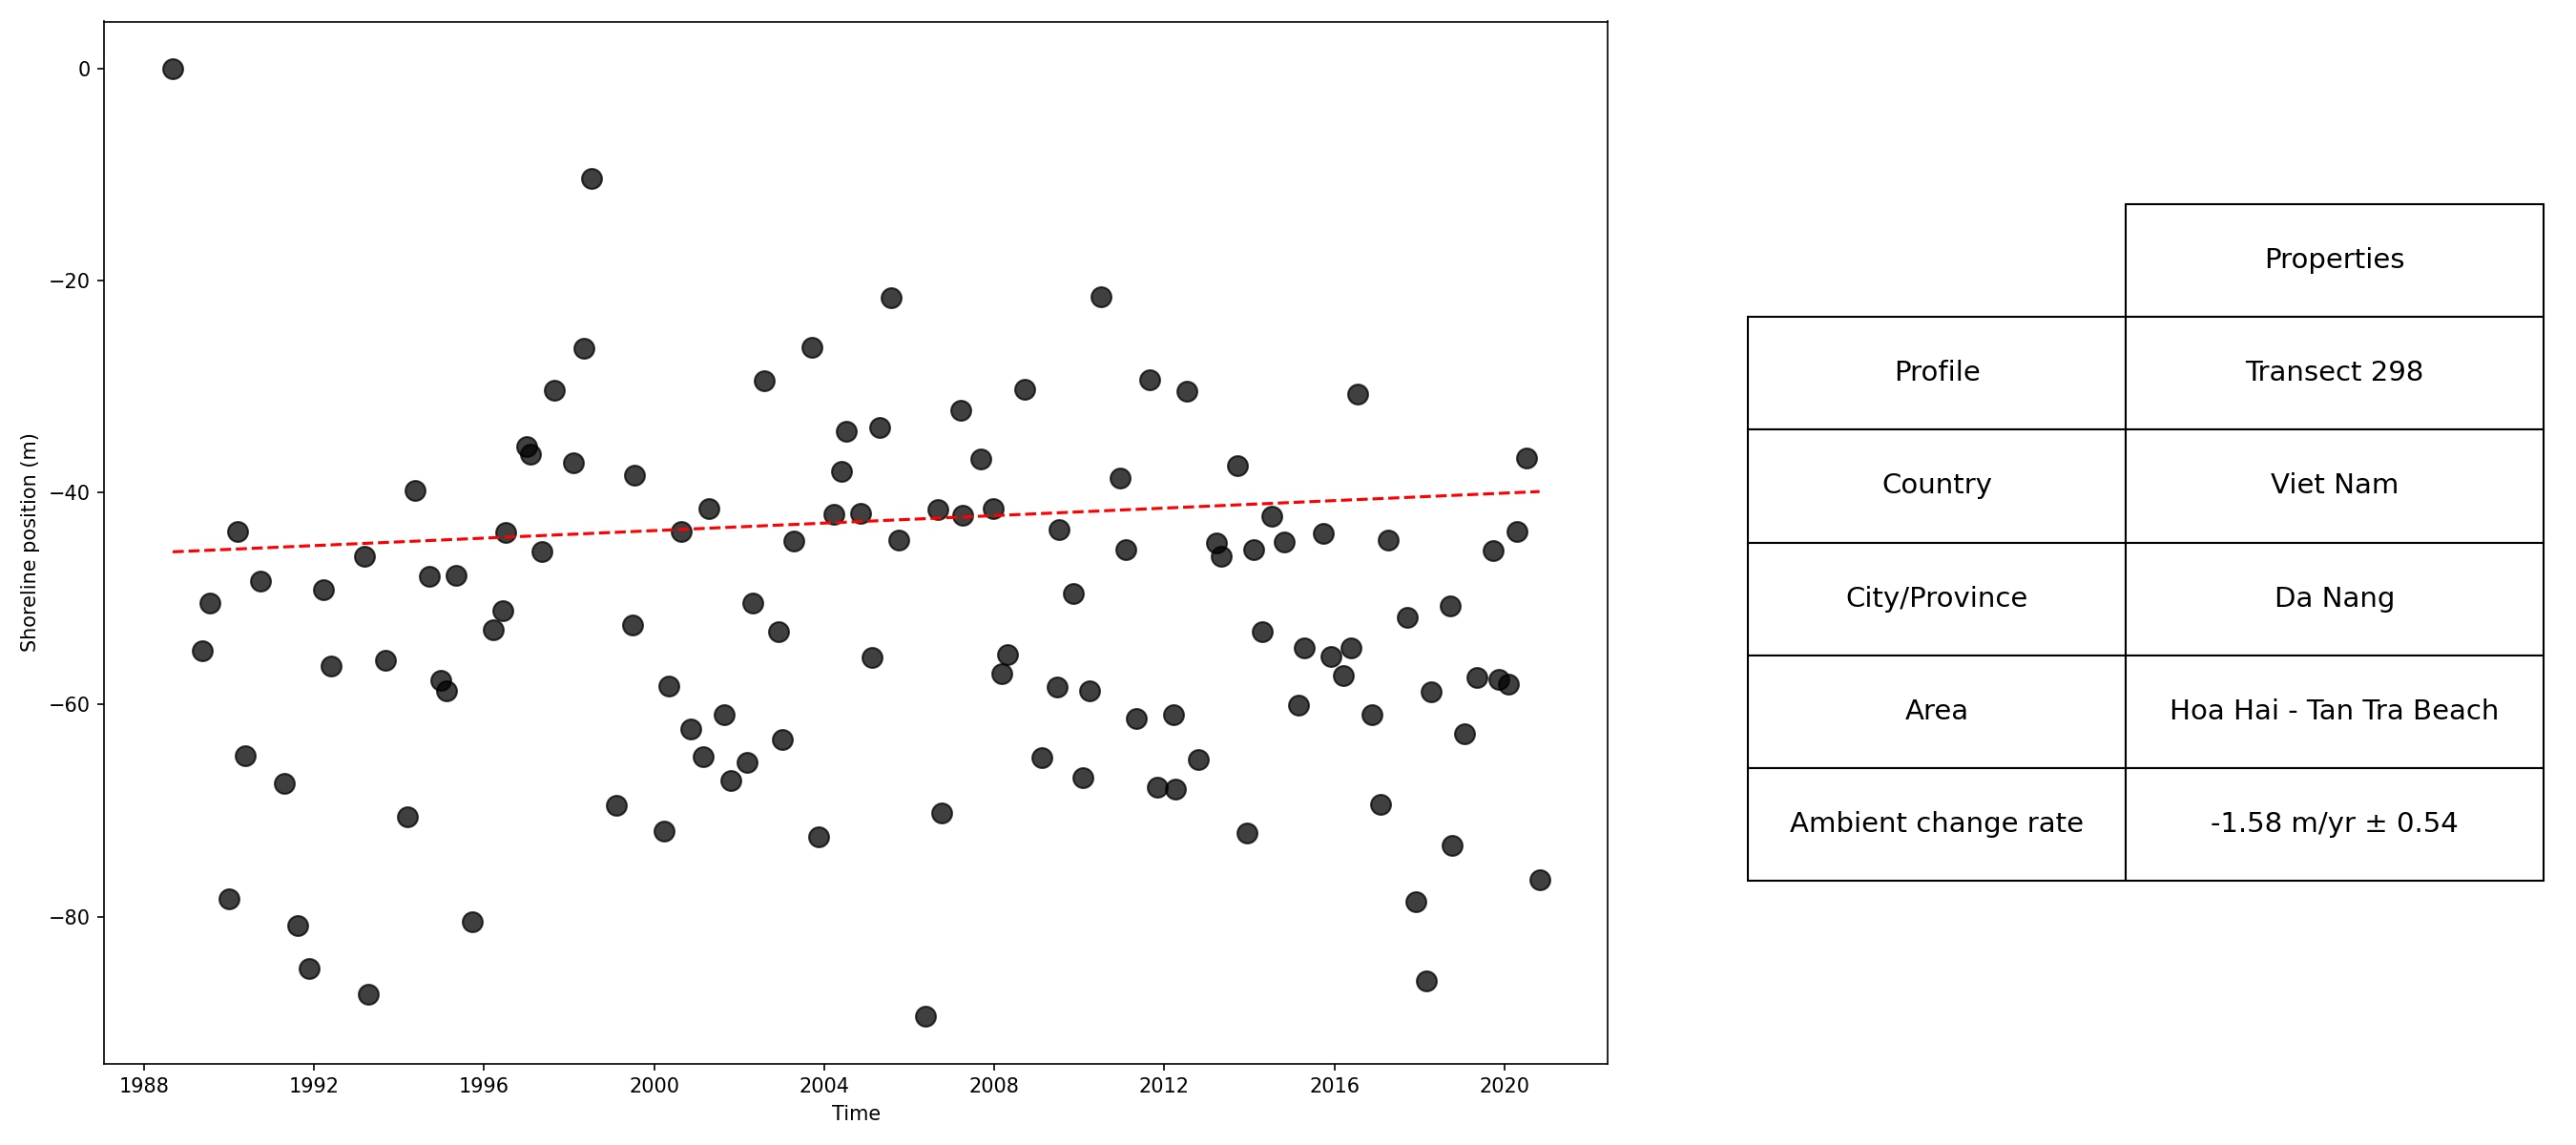 0
−20
−40
−60
−80
Shoreline position (m)
1988 1992 1996 2000 2004 2008 2012 2016 2020
Time
Properties
Profile Transect 298
Country Viet Nam
City/Province Da Nang
Area Hoa Hai - Tan Tra Beach
Ambient change rate -1.58 m/yr ± 0.54